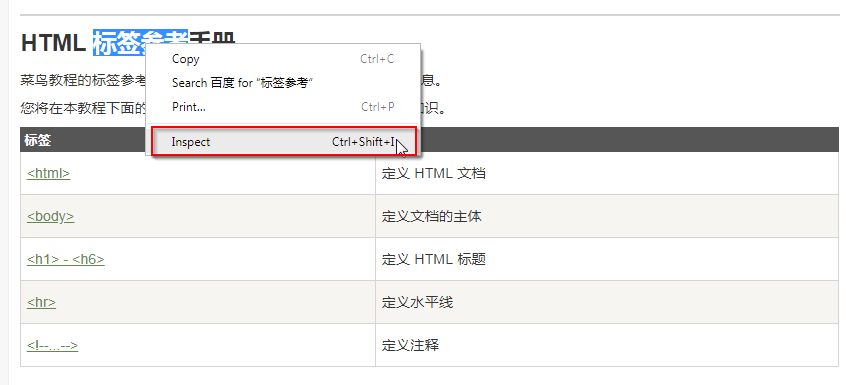 HTML 标签参考手册
Copy Ctrl+C
菜鸟教程的标签参考 息。
Search 百度 for “标签参考”
Print... Ctrl+P
您将在本教程下面的 识。
标签
Inspect Ctrl+Shift+I
<html> 定义 HTML 文档
<body> 定义文档的主体
<h1> - <h6> 定义 HTML 标题
<hr> 定义水平线
<!--...--> 定义注释